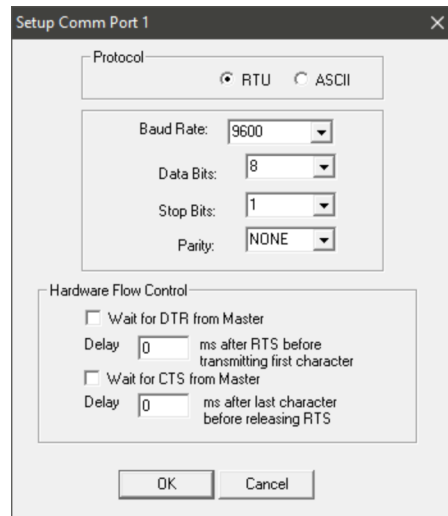 Setup Comm Port 1
Protocol
RTU ASCII
Baud Rate: 9600
Data Bits: 8
Stop Bits: 1
Parity: NONE
Hardware Flow Control
Wait for DTR from Master
Delay 0 ms after RTS before
transmitting first character
Wait for CTS from Master
Delay 0 ms after last character
before releasing RTS
OK Cancel